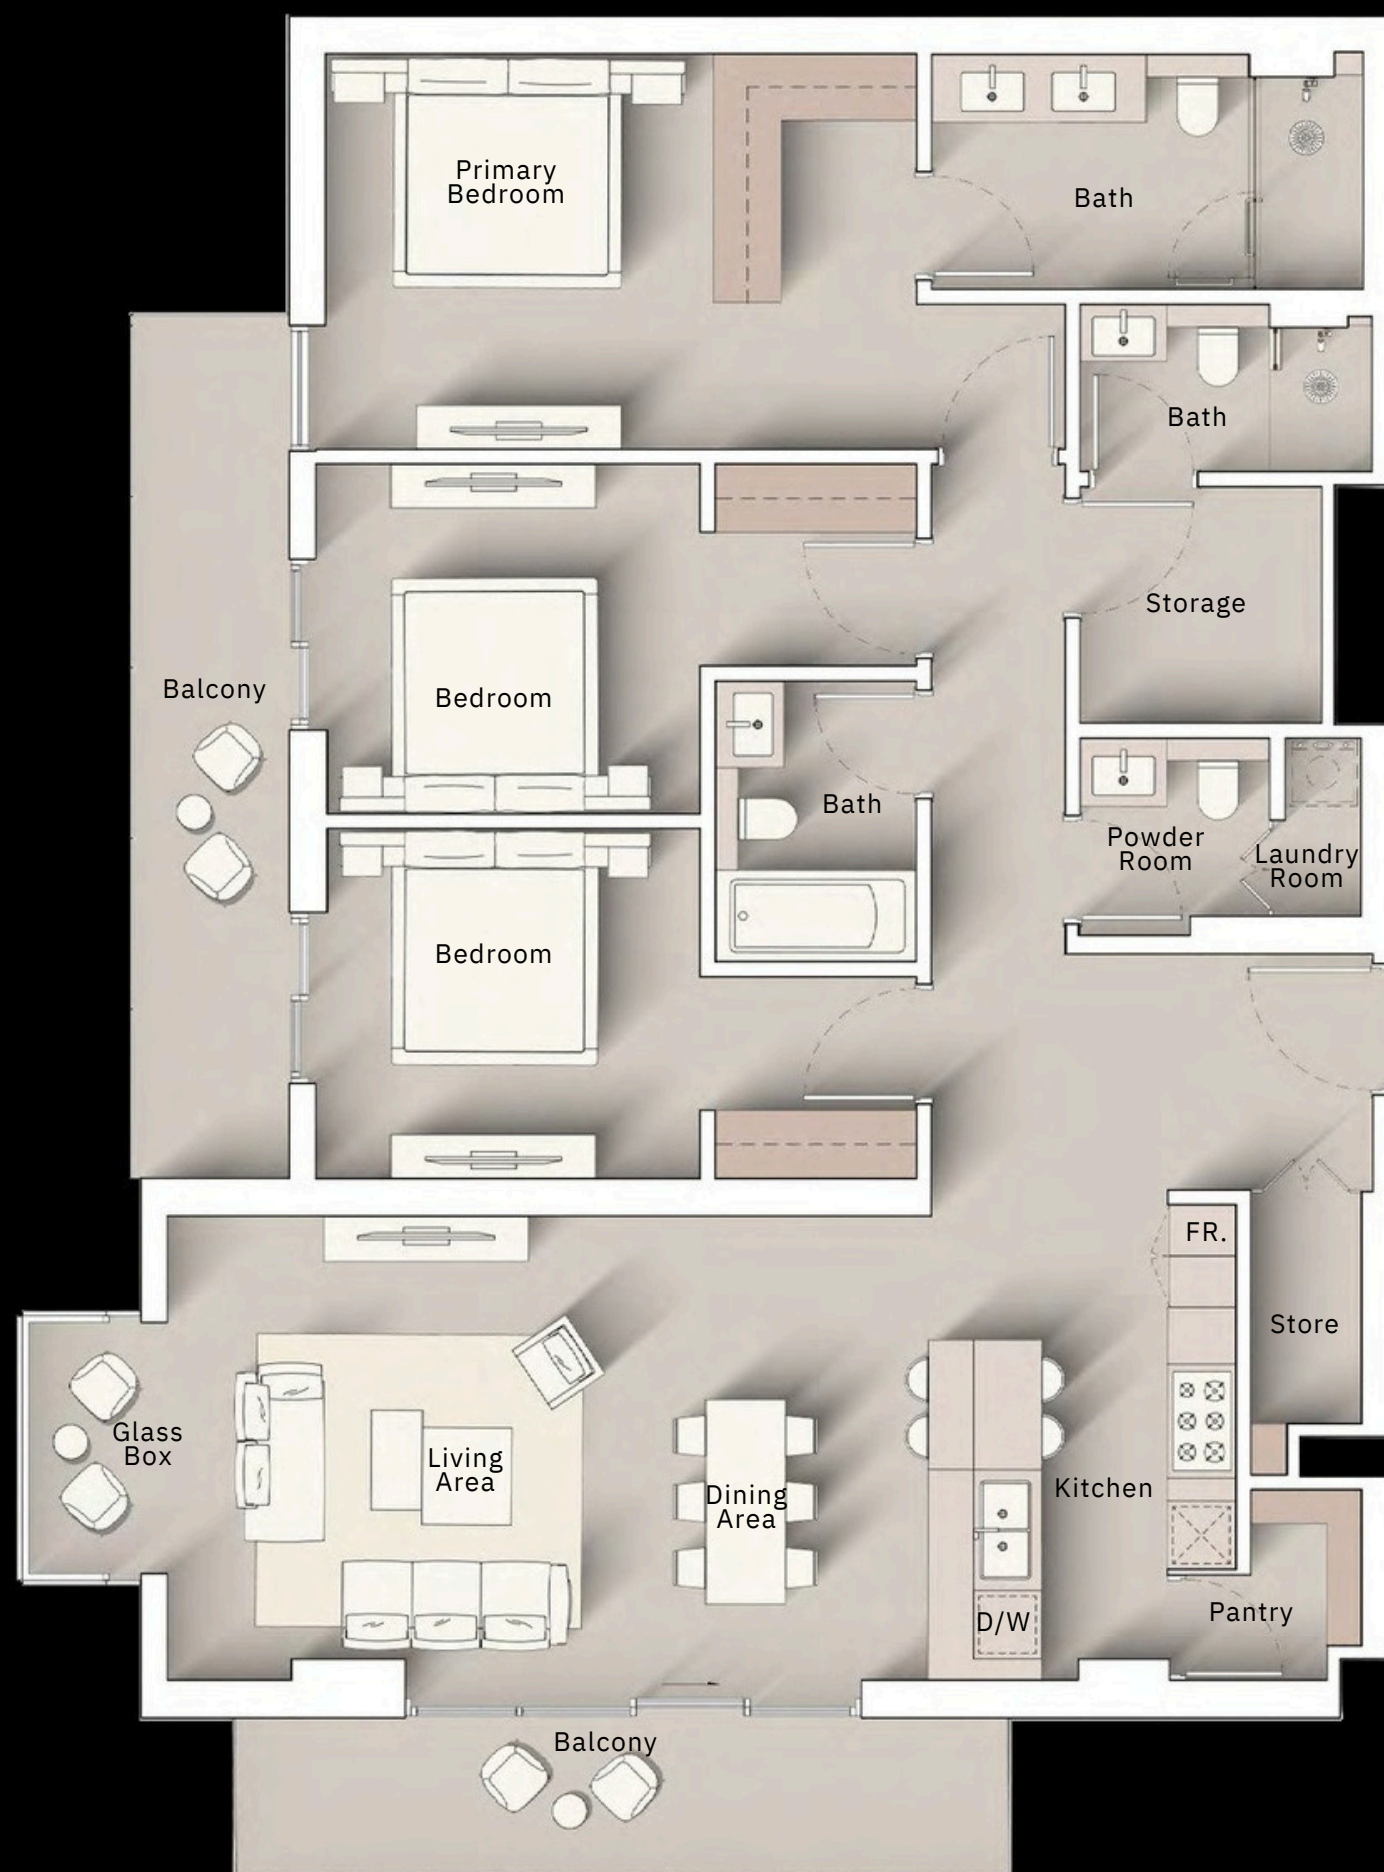 Primary
Bedroom
Bath
Bath
Storage
Balcony
Bedroom
Bath
Powder
Room
Laundry
Room
Bedroom
FR.
Store
Glass
Box
Living
Area
Dining
Area
Kitchen
D/W
Pantry
Balcony